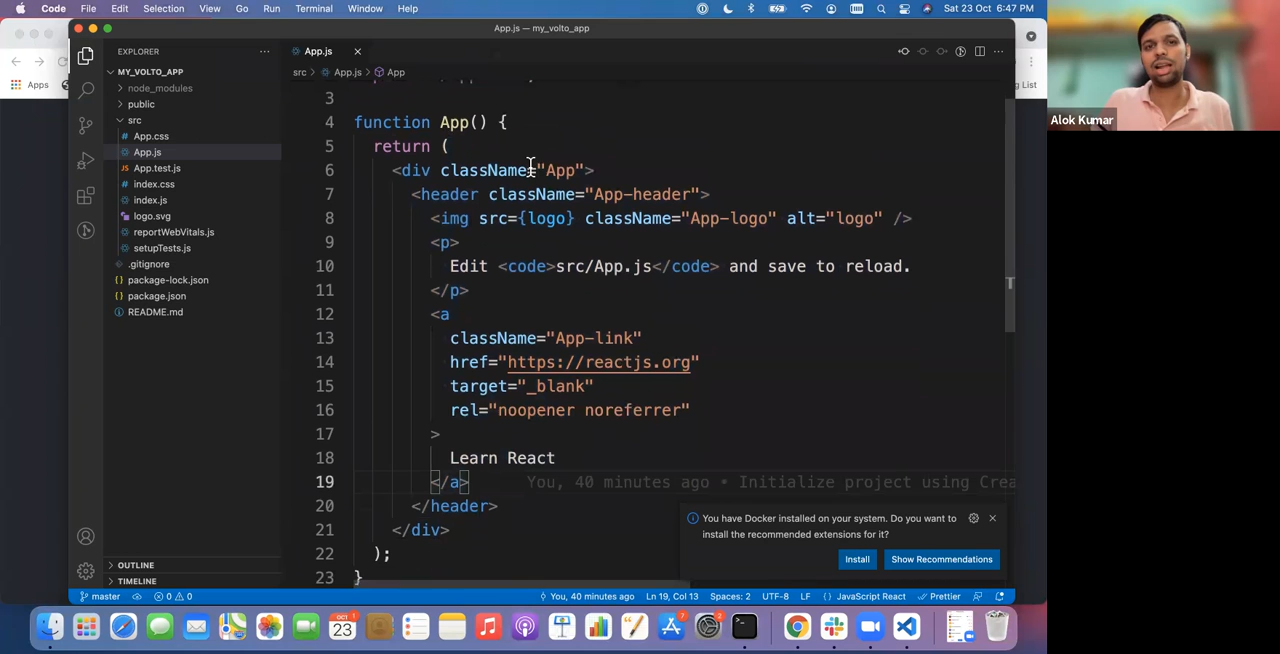 Code File Edit Selection View Go Run Terminal Window Help Sat 23 Oct 6:47 PM
App.js — my_volto_app
Apps
EXPLORER
MY_VOLTO_APP
node_modules
public
src
# App.css
App.js
JS App.test.js
# index.css
index.js
logo.svg
reportWebVitals.js
setupTests.js
.gitignore
{} package-lock.json
{} package.json
README.md
OUTLINE
TIMELINE
App.js
src > App.js > App
3
4 function App() {
5 return (
6 <div className="App">
7 <header className="App-header">
8 <img src={logo} className="App-logo" alt="logo" />
9 <p>
10 Edit <code>src/App.js</code> and save to reload.
11 </p>
12 <a
13 className="App-link"
14 href="https://reactjs.org"
15 target="_blank"
16 rel="noopener noreferrer"
17 >
18 Learn React
19 </a> You, 40 minutes ago • Initialize project using Crea
20 </header>
21 </div>
22 );
23 }
You have Docker installed on your system. Do you want to
install the recommended extensions for it?
Install Show Recommendations
master 0 0 You, 40 minutes ago Ln 19, Col 13 Spaces: 2 UTF-8 LF {} JavaScript React Prettier
ng List
Alok Kumar
OCT 1
23
7
2